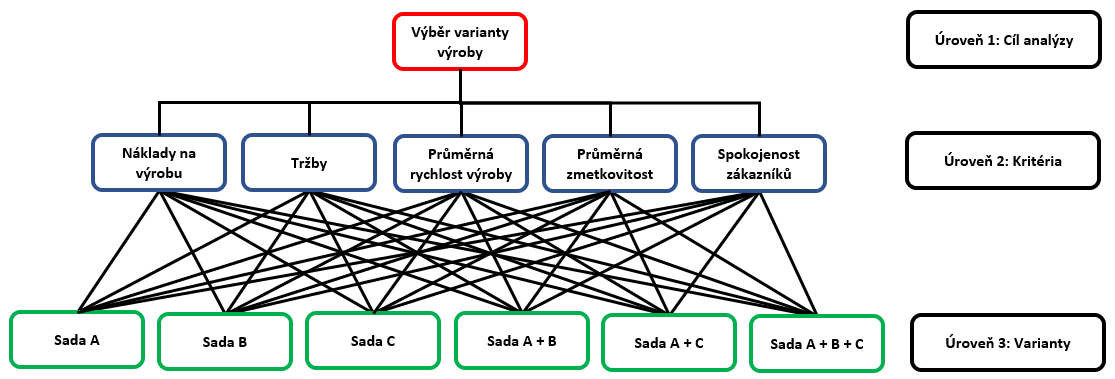 Výběr varianty
výroby
Úroveň 1: Cíl analýzy
Náklady na
výrobu
Tržby
Průměrná
rychlost výroby
Průměrná
zmetkovitost
Spokojenost
zákazníků
Úroveň 2: Kritéria
Sada A
Sada B
Sada C
Sada A + B
Sada A + C
Sada A + B + C
Úroveň 3: Varianty